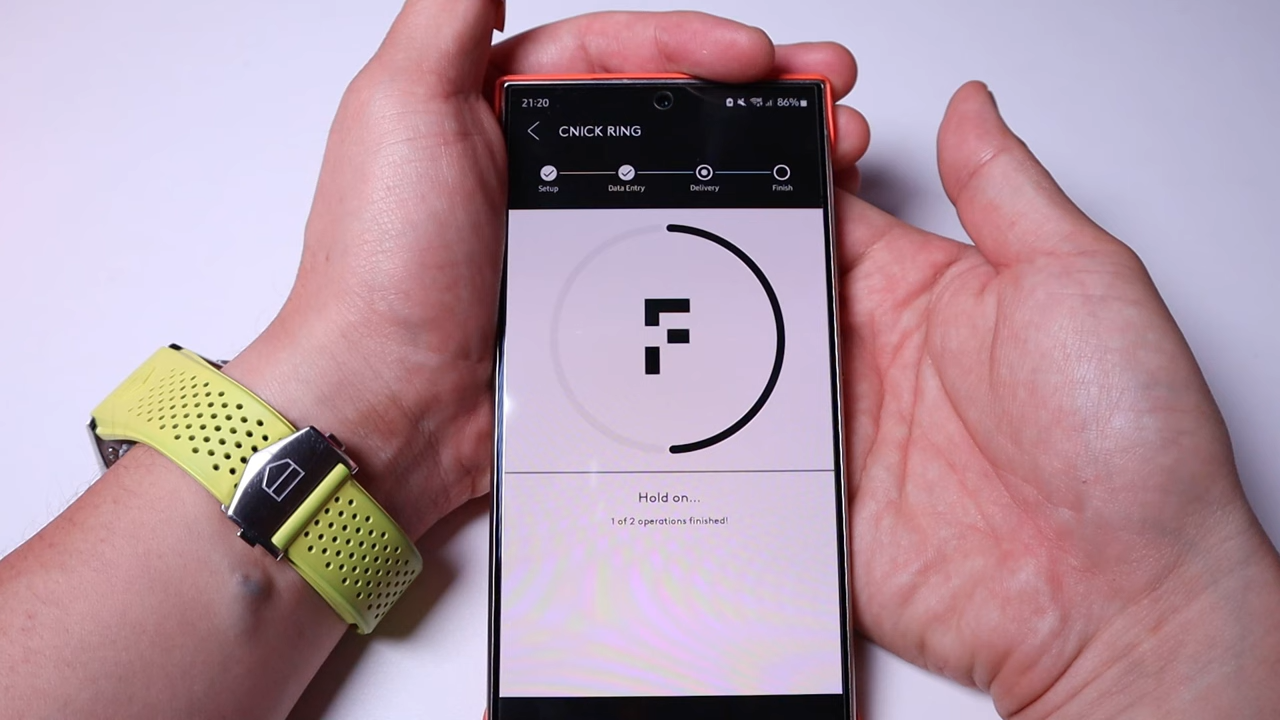 21:20 86%
CNICK RING
Setup Data Entry Delivery Finish
Hold on...
1 of 2 operations finished!